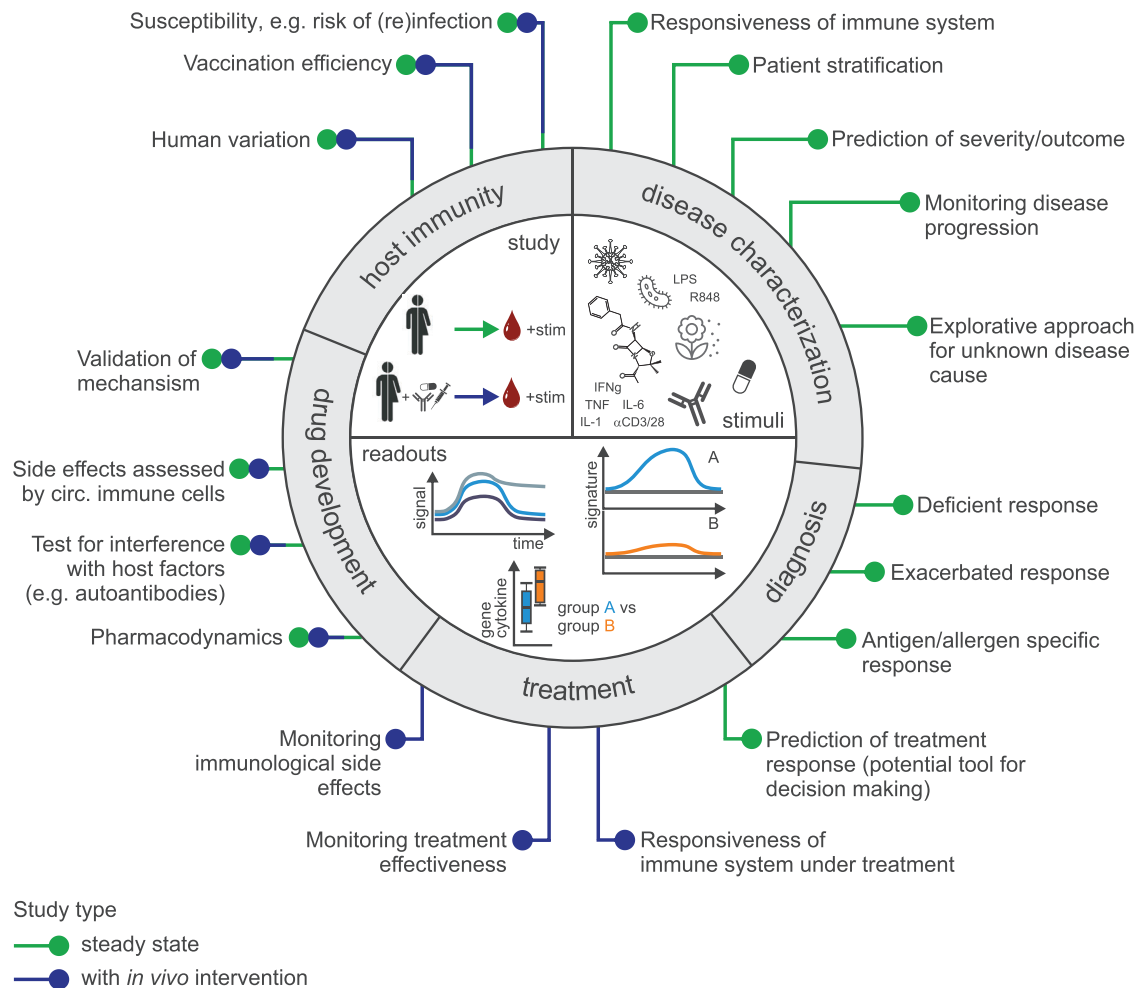 Susceptibility, e.g. risk of (re)infection
Vaccination efficiency
Human variation
Responsiveness of immune system
Patient stratification
Prediction of severity/outcome
Monitoring disease
progression
Explorative approach
for unknown disease
cause
host immunity
disease characterization
study
+stim
+ 
+stim
LPS
R848
IFNg
TNF IL-6
IL-1 αCD3/28
stimuli
Validation of
mechansism
Side effects assessed
by circ. immune cells
Test for interference
with host factors
(e.g. autoantibodies)
Pharmacodynamics
drug development
readouts
signal
time
signature
A
B
gene
cytokine
group A vs
group B
diagnosis
Deficient response
Exacerbated response
Antigen/allergen specific
response
treatment
Monitoring
immunological side
effects
Monitoring treatment
effectiveness
Prediction of treatment
response (potential tool for
decision making)
Responsiveness of
immune system under treatment
Study type
steady state
with in vivo intervention